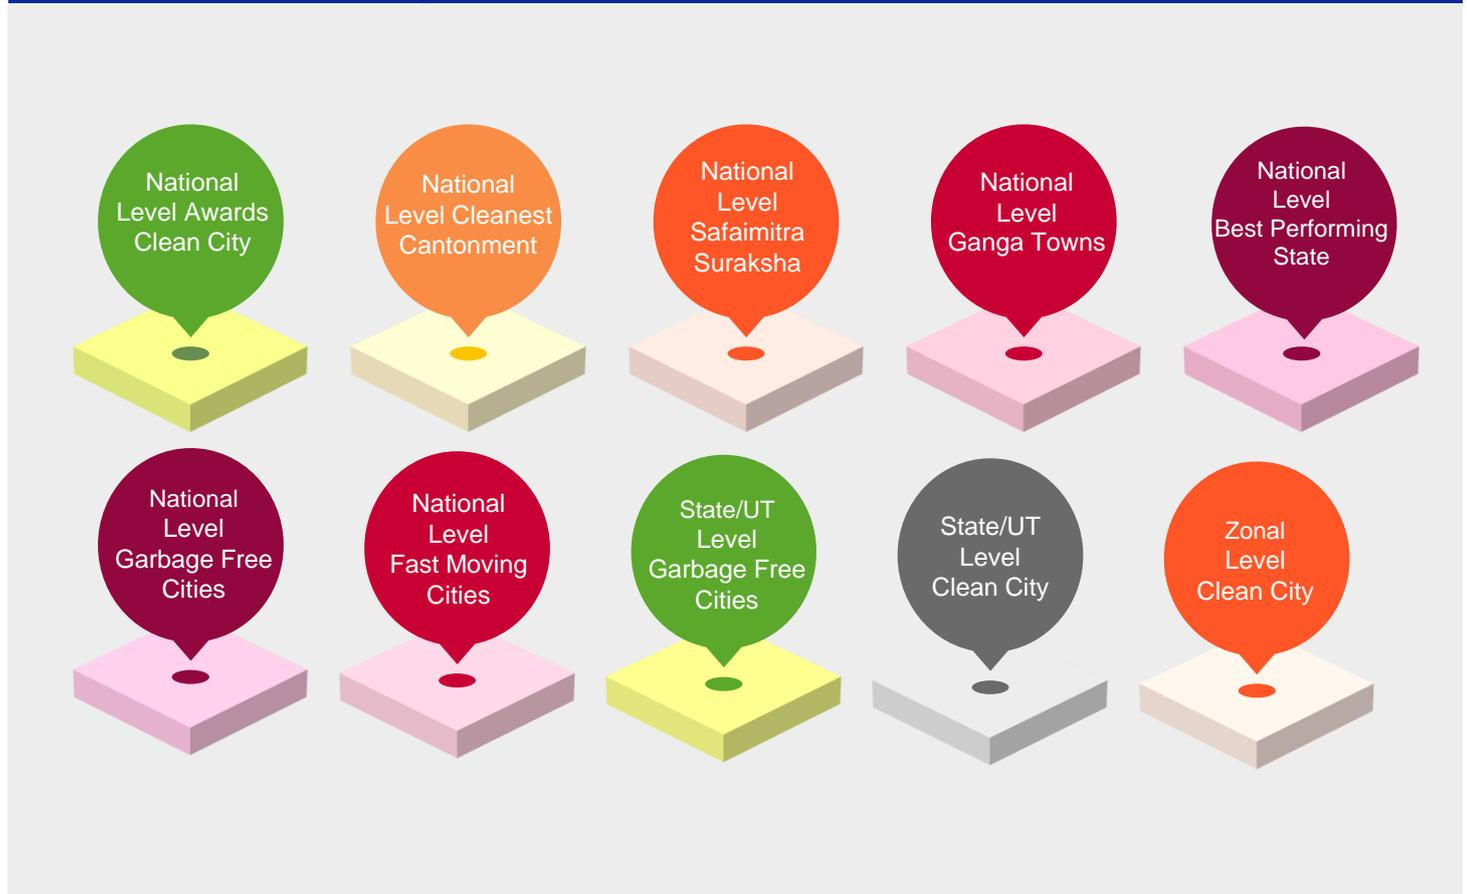 National
Level Awards
Clean City
National
Level Cleanest
Cantonment
National
Level
Safaimitra
Suraksha
National
Level
Ganga Towns
National
Level
Best Performing
State
National
Level
Garbage Free
Cities
National
Level
Fast Moving
Cities
State/UT
Level
Garbage Free
Cities
State/UT
Level
Clean City
Zonal
Level
Clean City